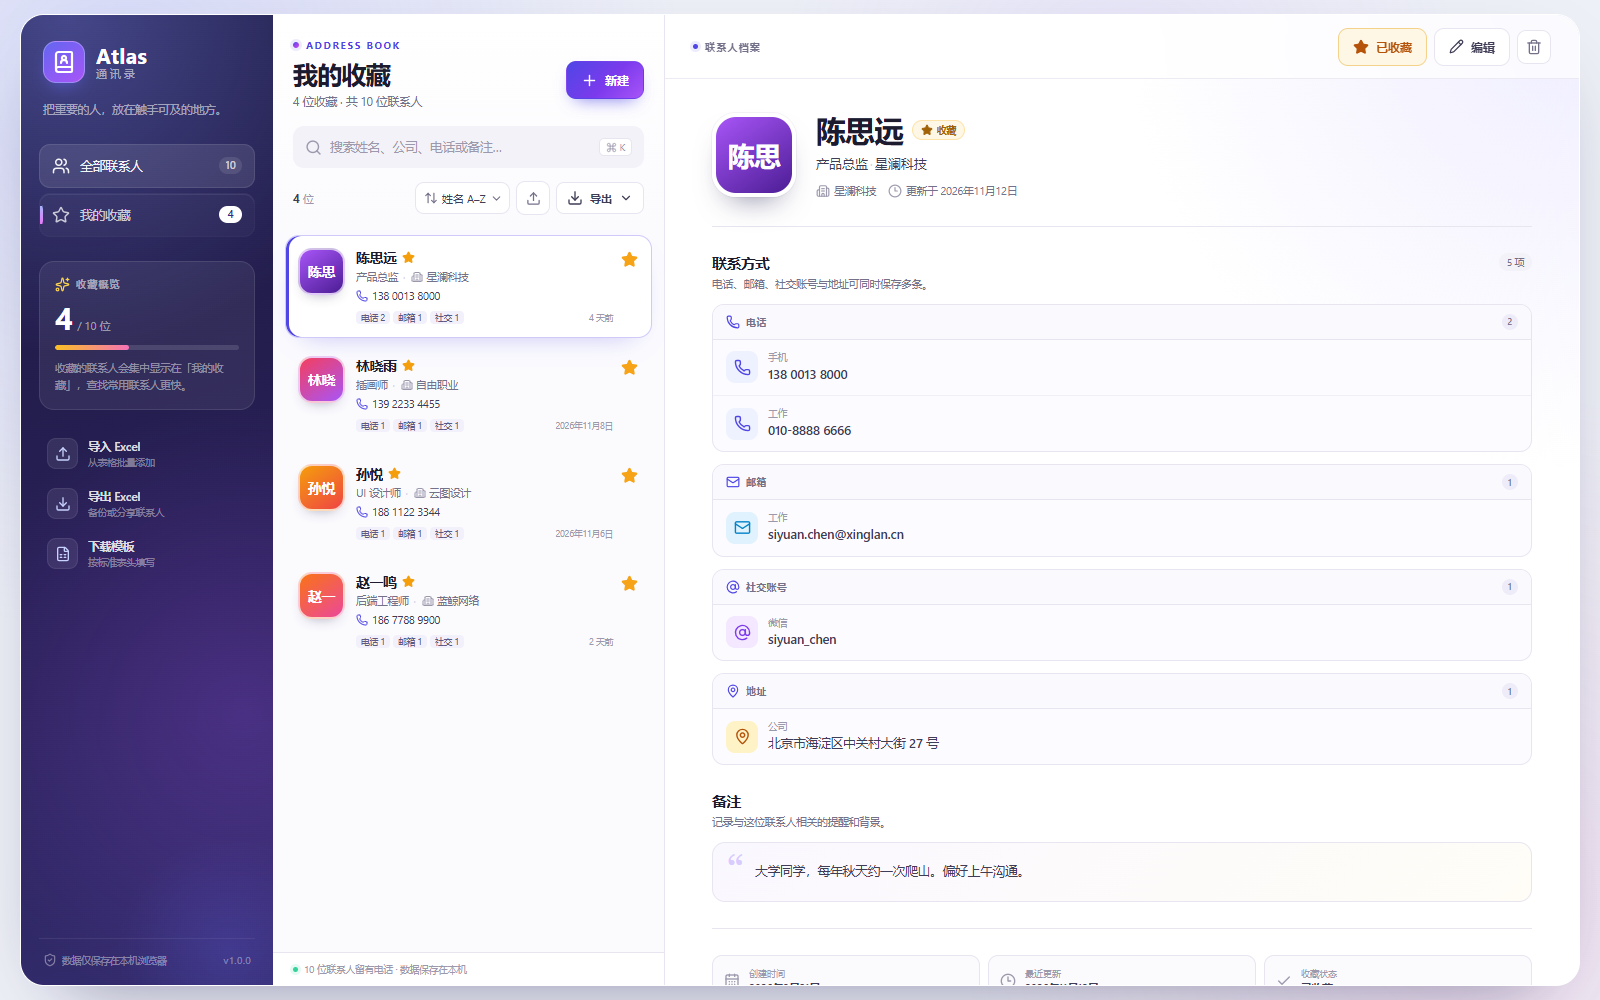 Atlas
通讯录
把重要的人，放在触手可及的地方。
全部联系人 10
我的收藏 4
收藏概览
4 / 10 位
收藏的联系人会集中显示在「我的收
藏」，查找常用联系人更快。
导入 Excel
从表格批量添加
导出 Excel
备份或分享联系人
下载模板
按标准表头填写
数据仅保存在本机浏览器 v1.0.0
ADDRESS BOOK
我的收藏
4 位收藏 · 共 10 位联系人
新建
搜索姓名、公司、电话或备注... ⌘ K
4 位 姓名 A–Z 导出
陈思
陈思远
产品总监 · 星澜科技
138 0013 8000
电话 2 邮箱 1 社交 1 4 天前
林晓
林晓雨
插画师 · 自由职业
139 2233 4455
电话 1 邮箱 1 社交 1 2026年11月8日
孙悦
孙悦
UI 设计师 · 云图设计
188 1122 3344
电话 1 邮箱 1 社交 1 2026年11月6日
赵一
赵一鸣
后端工程师 · 蓝鲸网络
186 7788 9900
电话 1 邮箱 1 社交 1 2 天前
10 位联系人留有电话 · 数据保存在本机
联系人档案
已收藏 编辑
陈思
陈思远 收藏
产品总监 星澜科技
星澜科技 更新于 2026年11月12日
联系方式 5 项
电话、邮箱、社交账号与地址可同时保存多条。
电话 2
手机
138 0013 8000
工作
010-8888 6666
邮箱 1
工作
siyuan.chen@xinglan.cn
社交账号 1
微信
siyuan_chen
地址 1
公司
北京市海淀区中关村大街 27 号
备注
记录与这位联系人相关的提醒和背景。
大学同学，每年秋天约一次爬山。偏好上午沟通。
创建时间
最近更新
收藏状态